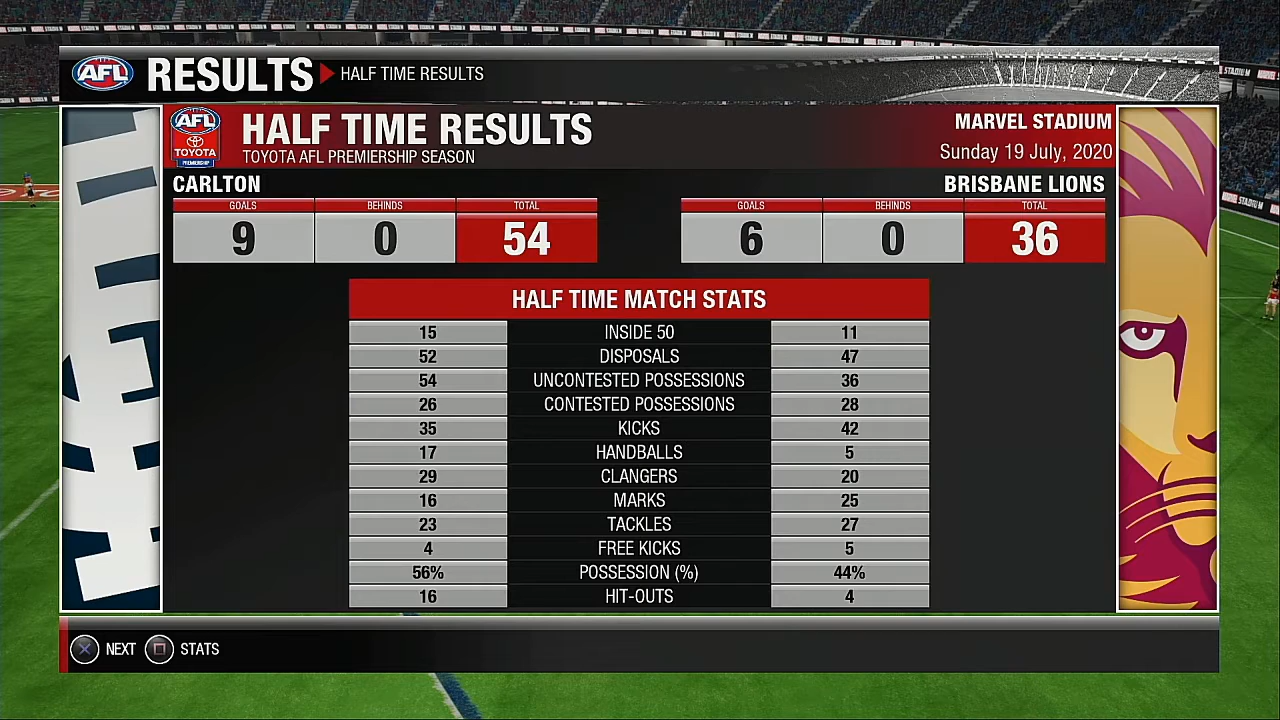 AFL RESULTS HALF TIME RESULTS
AFL
TOYOTA
PREMIERSHIP
HALF TIME RESULTS
TOYOTA AFL PREMIERSHIP SEASON
MARVEL STADIUM
Sunday 19 July, 2020
CARLTON
BRISBANE LIONS
GOALS BEHINDS TOTAL GOALS BEHINDS TOTAL
9 0 54 6 0 36
HALF TIME MATCH STATS
15 INSIDE 50 11
52 DISPOSALS 47
54 UNCONTESTED POSSESSIONS 36
26 CONTESTED POSSESSIONS 28
35 KICKS 42
17 HANDBALLS 5
29 CLANGERS 20
16 MARKS 25
23 TACKLES 27
4 FREE KICKS 5
56% POSSESSION (%) 44%
16 HIT-OUTS 4
NEXT STATS